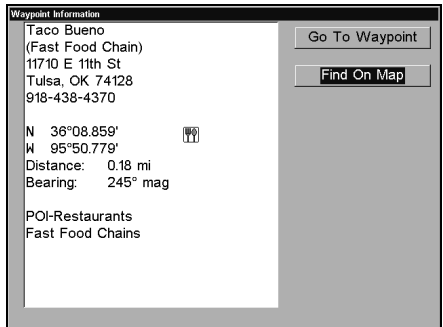 Waypoint Information
Taco Bueno
(Fast Food Chain)
11710 E 11th St
Tulsa, OK 74128
918-438-4370
N 36°08.859'
W 95°50.779'
Distance: 0.18 mi
Bearing: 245° mag
POI-Restaurants
Fast Food Chains
Go To Waypoint
Find On Map